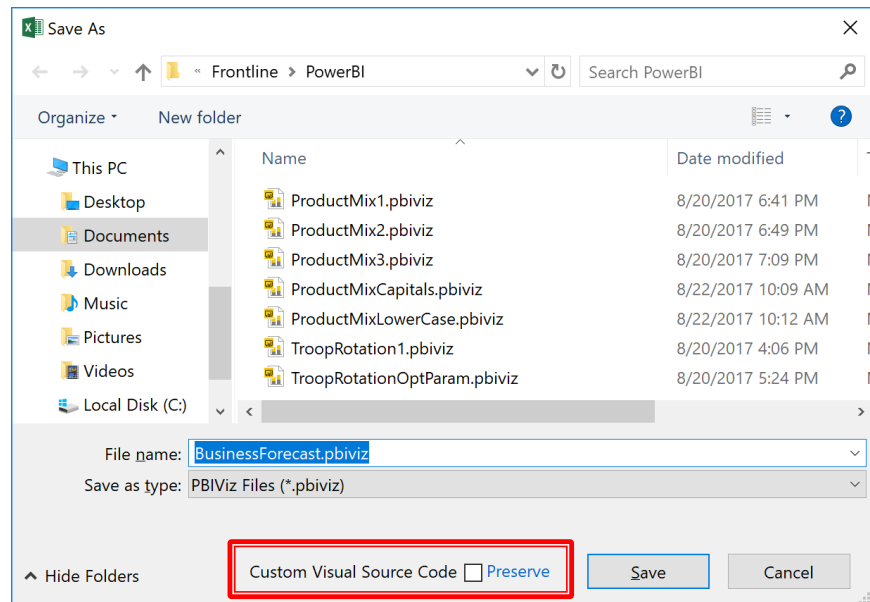 Save As
« Frontline > PowerBI
Search PowerBI
Organize
New folder
?
This PC
Desktop
Documents
Downloads
Music
Pictures
Videos
Local Disk (C:)
Name Date modified
ProductMix1.pbiviz 8/20/2017 6:41 PM
ProductMix2.pbiviz 8/20/2017 6:49 PM
ProductMix3.pbiviz 8/20/2017 7:09 PM
ProductMixCapitals.pbiviz 8/22/2017 10:09 AM
ProductMixLowerCase.pbiviz 8/22/2017 10:12 AM
TroopRotation1.pbiviz 8/20/2017 4:06 PM
TroopRotationOptParam.pbiviz 8/20/2017 5:24 PM
File name: BusinessForecast.pbiviz
Save as type: PBIViz Files (*.pbiviz)
Hide Folders
Custom Visual Source Code Preserve
Save
Cancel